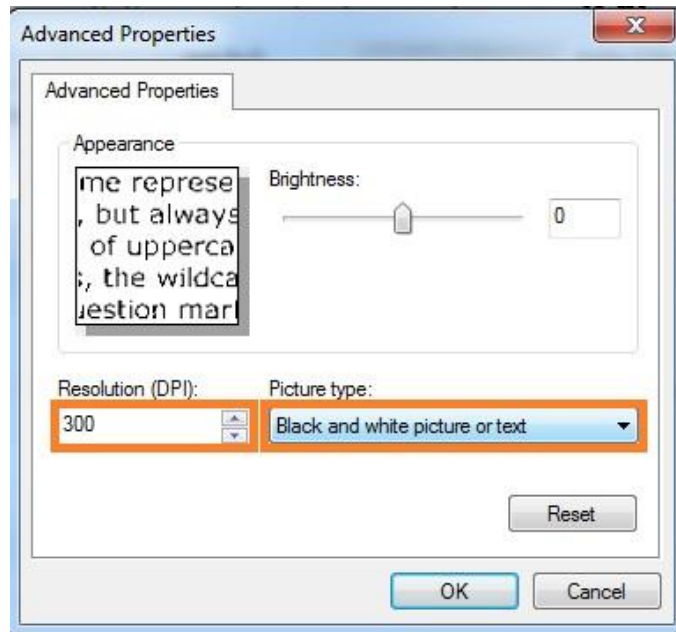 Advanced Properties
Advanced Properties
Appearance
me represe
, but always
of upperca
s, the wildca
uestion mar
Brightness:
0
Resolution (DPI):
300
Picture type:
Black and white picture or text
Reset
OK
Cancel